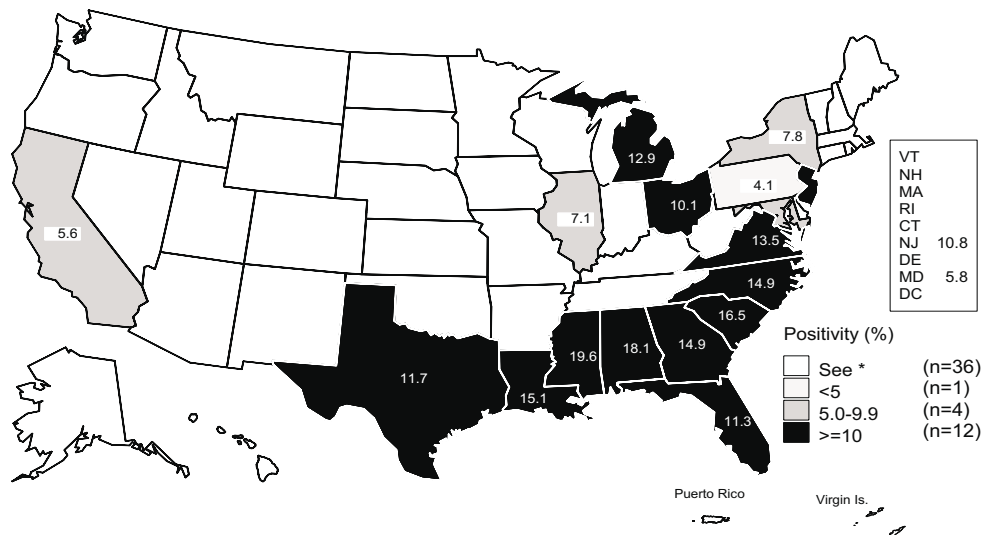 7.8
12.9
4.1
10.1
7.1
5.6
13.5
14.9
16.5
14.9
18.1
19.6
11.7
15.1
11.3
VT
NH
MA
RI
CT
NJ 10.8
DE
MD 5.8
DC
Positivity (%)
See * (n=36)
<5 (n=1)
5.0-9.9 (n=4)
>=10 (n=12)
Puerto Rico
Virgin Is.